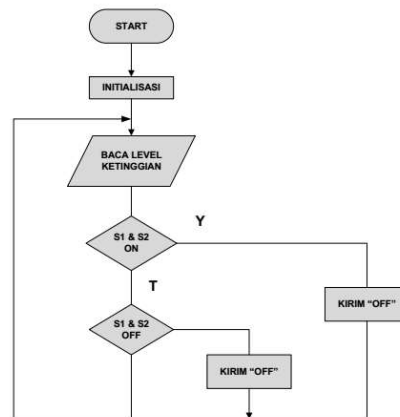 START
INITIALISASI
BACA LEVEL
KETINGGIAN
S1 & S2
ON
Y
T
KIRIM "OFF"
S1 & S2
OFF
KIRIM "OFF"